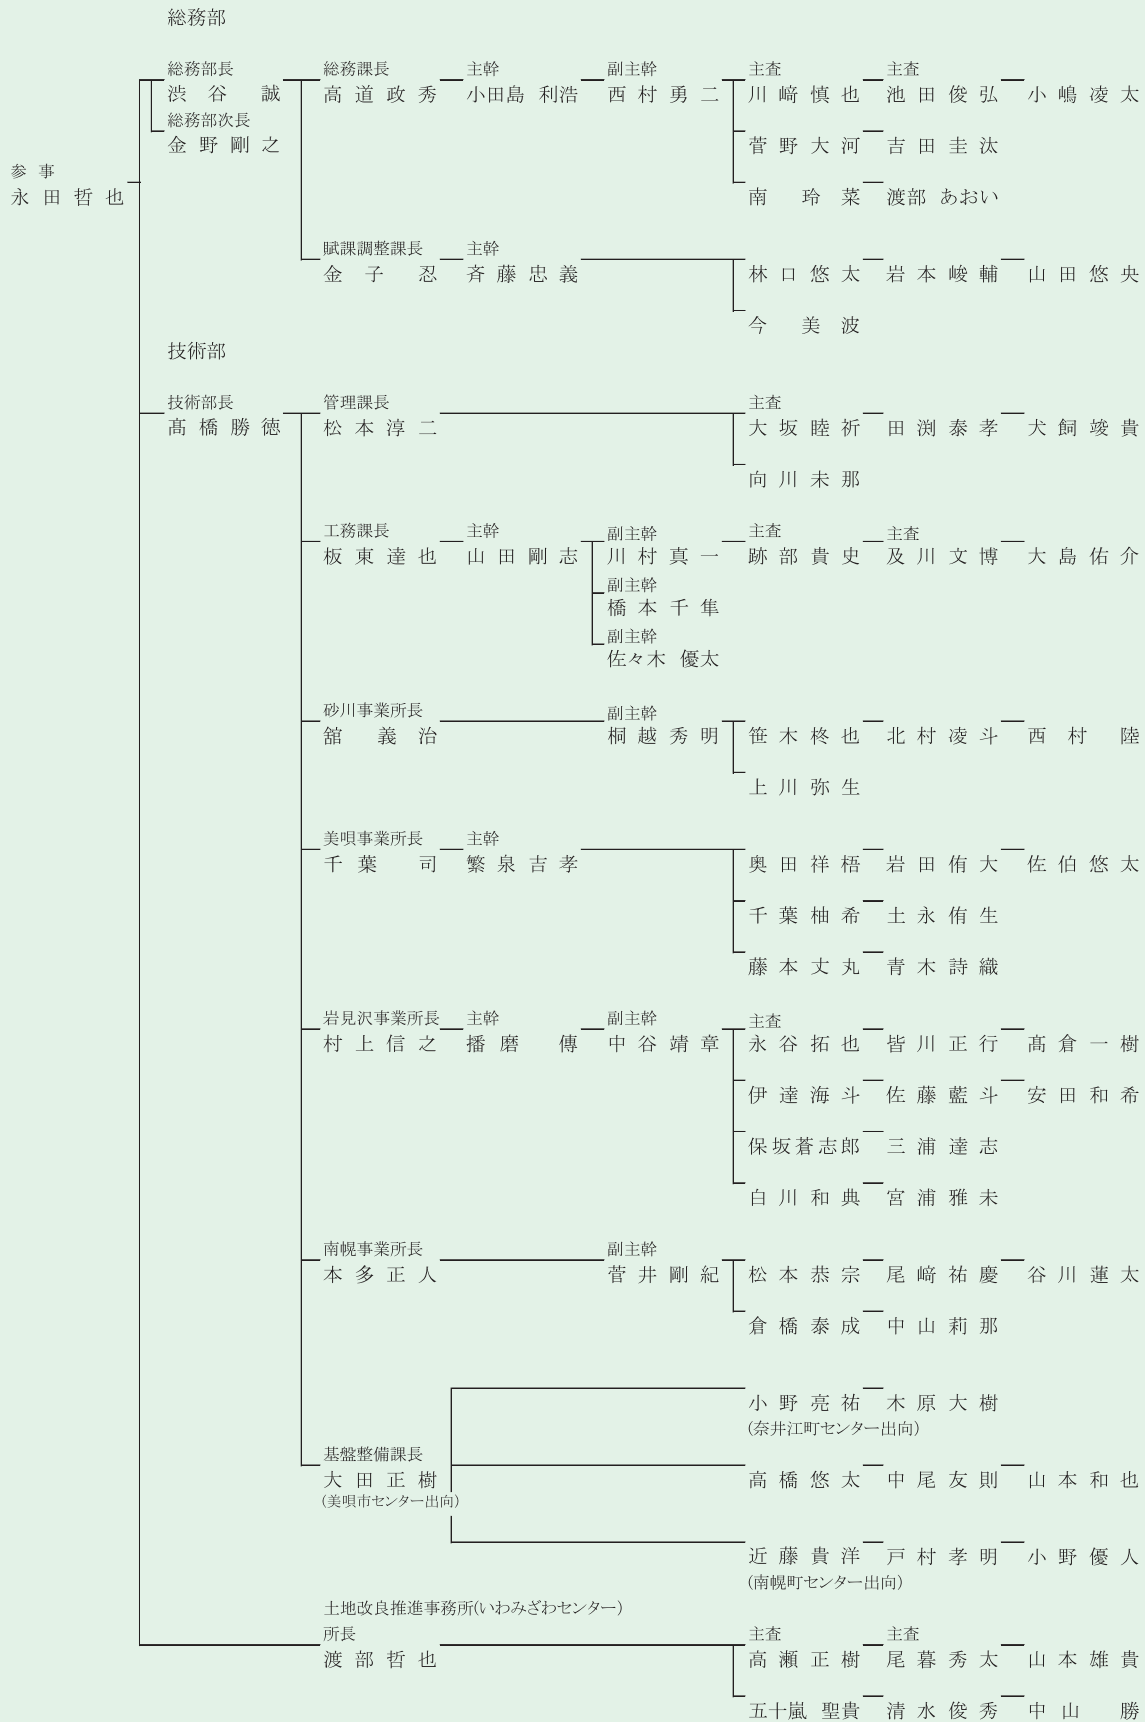 総務部
総務部長 総務課長 主幹 副主幹 主査 主査
渋谷誠 高道政秀 小田島 利浩 西村勇二 川﨑慎也 池田俊弘 小嶋凌太
総務部次長
金野剛之 菅野大河 吉田圭汰
参事
永田哲也 南玲菜 渡部 あおい
賦課調整課長 主幹
金子忍 斉藤忠義 林口悠太 岩本峻輔 山田悠央
今美波
技術部
技術部長 管理課長 主査
髙橋勝徳 松本淳二 大坂睦祈 田渕泰孝 犬飼竣貴
向川未那
工務課長 主幹 副主幹 主査 主査
板東達也 山田剛志 川村真一 跡部貴史 及川文博 大島佑介
副主幹
橋本千隼
副主幹
佐々木 優太
砂川事業所長 副主幹
舘義治 桐越秀明 笹木柊也 北村凌斗 西村陸
上川弥生
美唄事業所長 主幹
千葉司 繁泉吉孝 奥田祥梧 岩田侑大 佐伯悠太
千葉柚希 土永侑生
藤本丈丸 青木詩織
岩見沢事業所長 主幹 副主幹 主査
村上信之 播磨傳 中谷靖章 永谷拓也 皆川正行 髙倉一樹
伊達海斗 佐藤藍斗 安田和希
保坂蒼志郎 三浦達志
白川和典 宮浦雅未
南幌事業所長 副主幹
本多正人 菅井剛紀 松本恭宗 尾﨑祐慶 谷川蓮太
倉橋泰成 中山莉那
小野亮祐 木原大樹
(奈井江町センター出向)
基盤整備課長
大田正樹 高橋悠太 中尾友則 山本和也
(美唄市センター出向)
近藤貴洋 戸村孝明 小野優人
(南幌町センター出向)
土地改良推進事務所(いわみざわセンター)
所長 主査 主査
渡部哲也 高瀬正樹 尾暮秀太 山本雄貴
五十嵐 聖貴 清水俊秀 中山勝